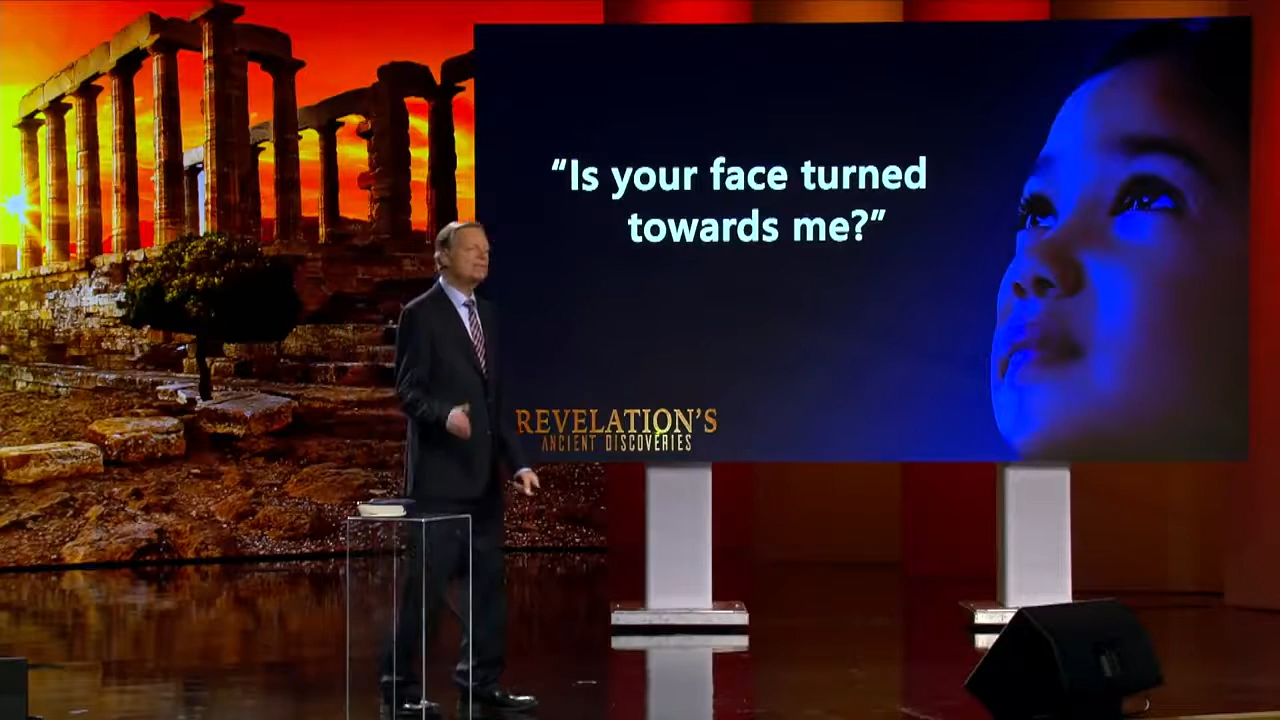 “Is your face turned
towards me?”
REVELATION'S
ANCIENT DISCOVERIES